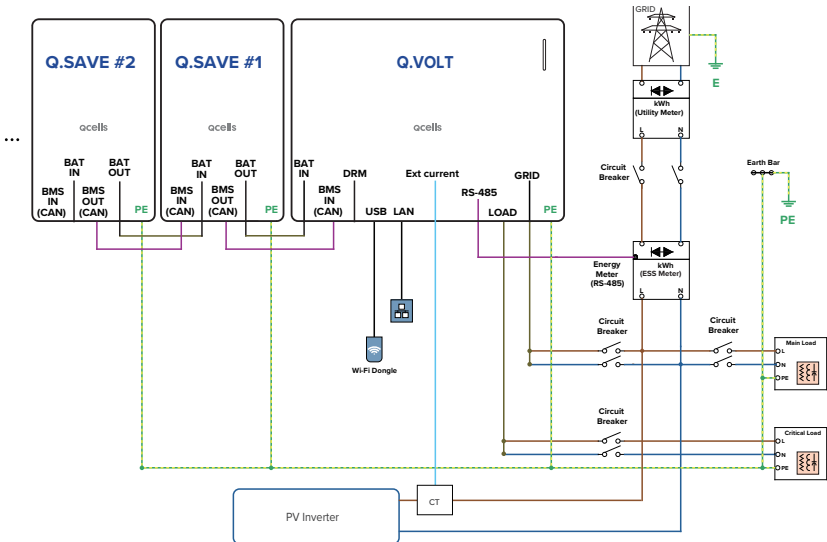 GRID
E
kWh
(Utility Meter)
L
N
Q.SAVE #2
Q.SAVE #1
Q.VOLT
qcells
qcells
qcells
...
BAT
IN
BAT
OUT
BMS
IN
(CAN)
BMS
OUT
(CAN)
PE
BAT
IN
BAT
OUT
BMS
IN
(CAN)
BMS
OUT
(CAN)
PE
BAT
IN
BMS
IN
(CAN)
DRM
USB
LAN
Ext current
RS-485
LOAD
GRID
PE
Circuit
Breaker
Earth Bar
PE
Energy
Meter
(RS-485)
kWh
(ESS Meter)
L
N
Wi-Fi Dongle
Circuit
Breaker
Circuit
Breaker
Main Load
L
N
PE
Circuit
Breaker
Critical Load
L
N
PE
CT
PV Inverter